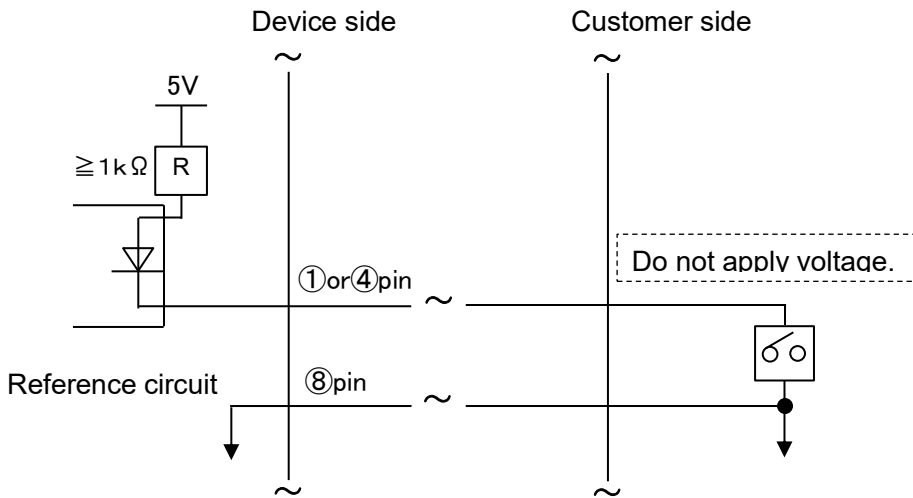 Device side
Customer side
5V
≧1kΩ
R
Do not apply voltage.
①or④pin
Reference circuit
⑧pin